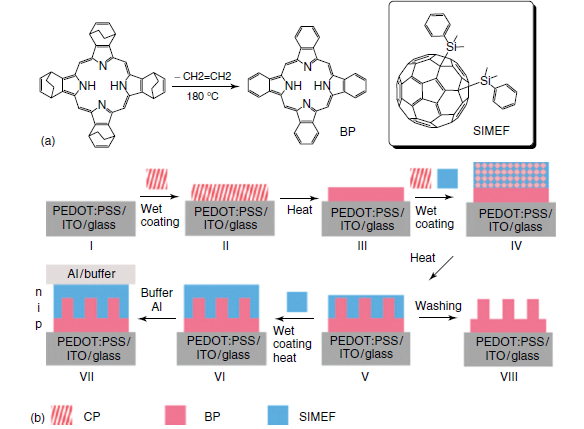 N
NH
HN
N
– CH2=CH2
180 °C
N
NH
HN
N
BP
Si
Si
SIMEF
(a)
PEDOT:PSS/
ITO/glass
I
Wet
coating
PEDOT:PSS/
ITO/glass
II
Heat
PEDOT:PSS/
ITO/glass
III
Wet
coating
PEDOT:PSS/
ITO/glass
IV
Heat
n
i
p
Al/buffer
PEDOT:PSS/
ITO/glass
VII
Buffer
Al
PEDOT:PSS/
ITO/glass
VI
Wet
coating
heat
PEDOT:PSS/
ITO/glass
V
Washing
PEDOT:PSS/
ITO/glass
VIII
(b)
CP
BP
SIMEF